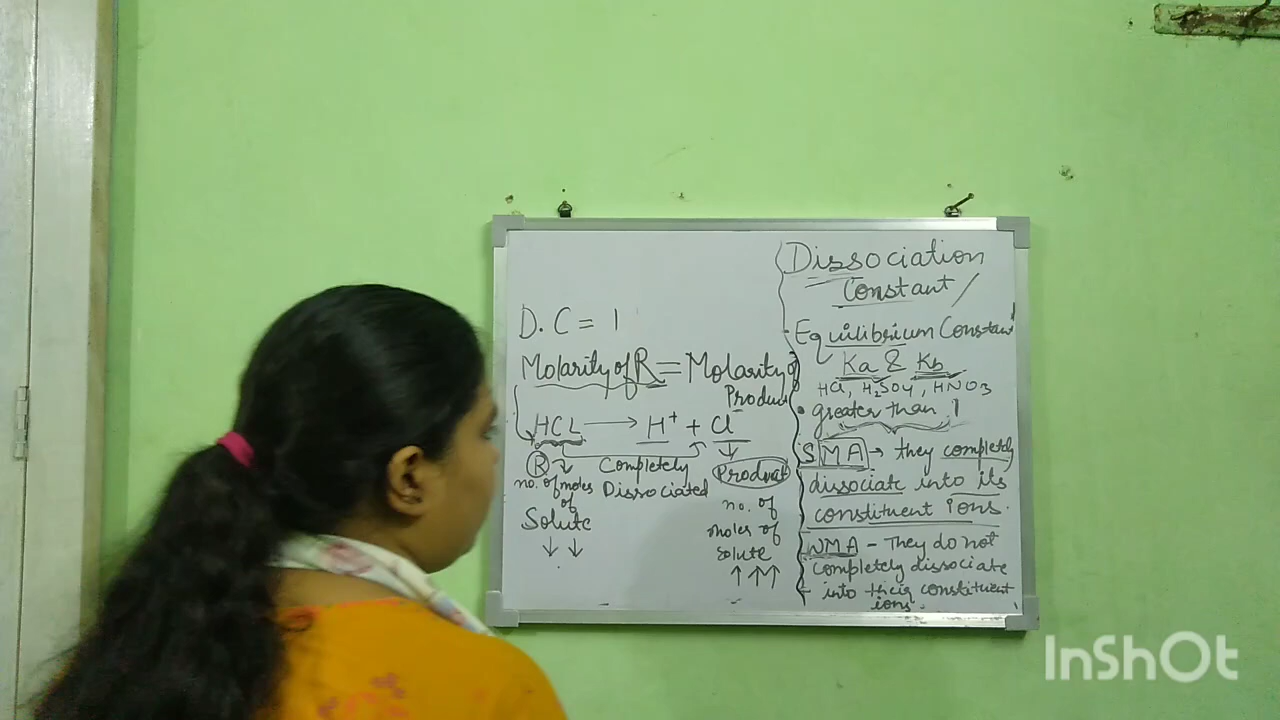 D.C = 1
Molarity of R = Molarity of
Product
HCL → H⁺ + Cl⁻
R Completely Product
no. of moles Dissociated
of
Solute
↓ ↓
no. of
moles of
solute
↑ ↑ ↑
Dissociation
Constant
Equilibrium Constant
Ka & Kb
HCl, H₂SO₄, HNO₃
• greater than 1
SMA → they completely
dissociate into its
constituent ions.
WMA - They do not
completely dissociate
into their constituent
ions.
InShOt